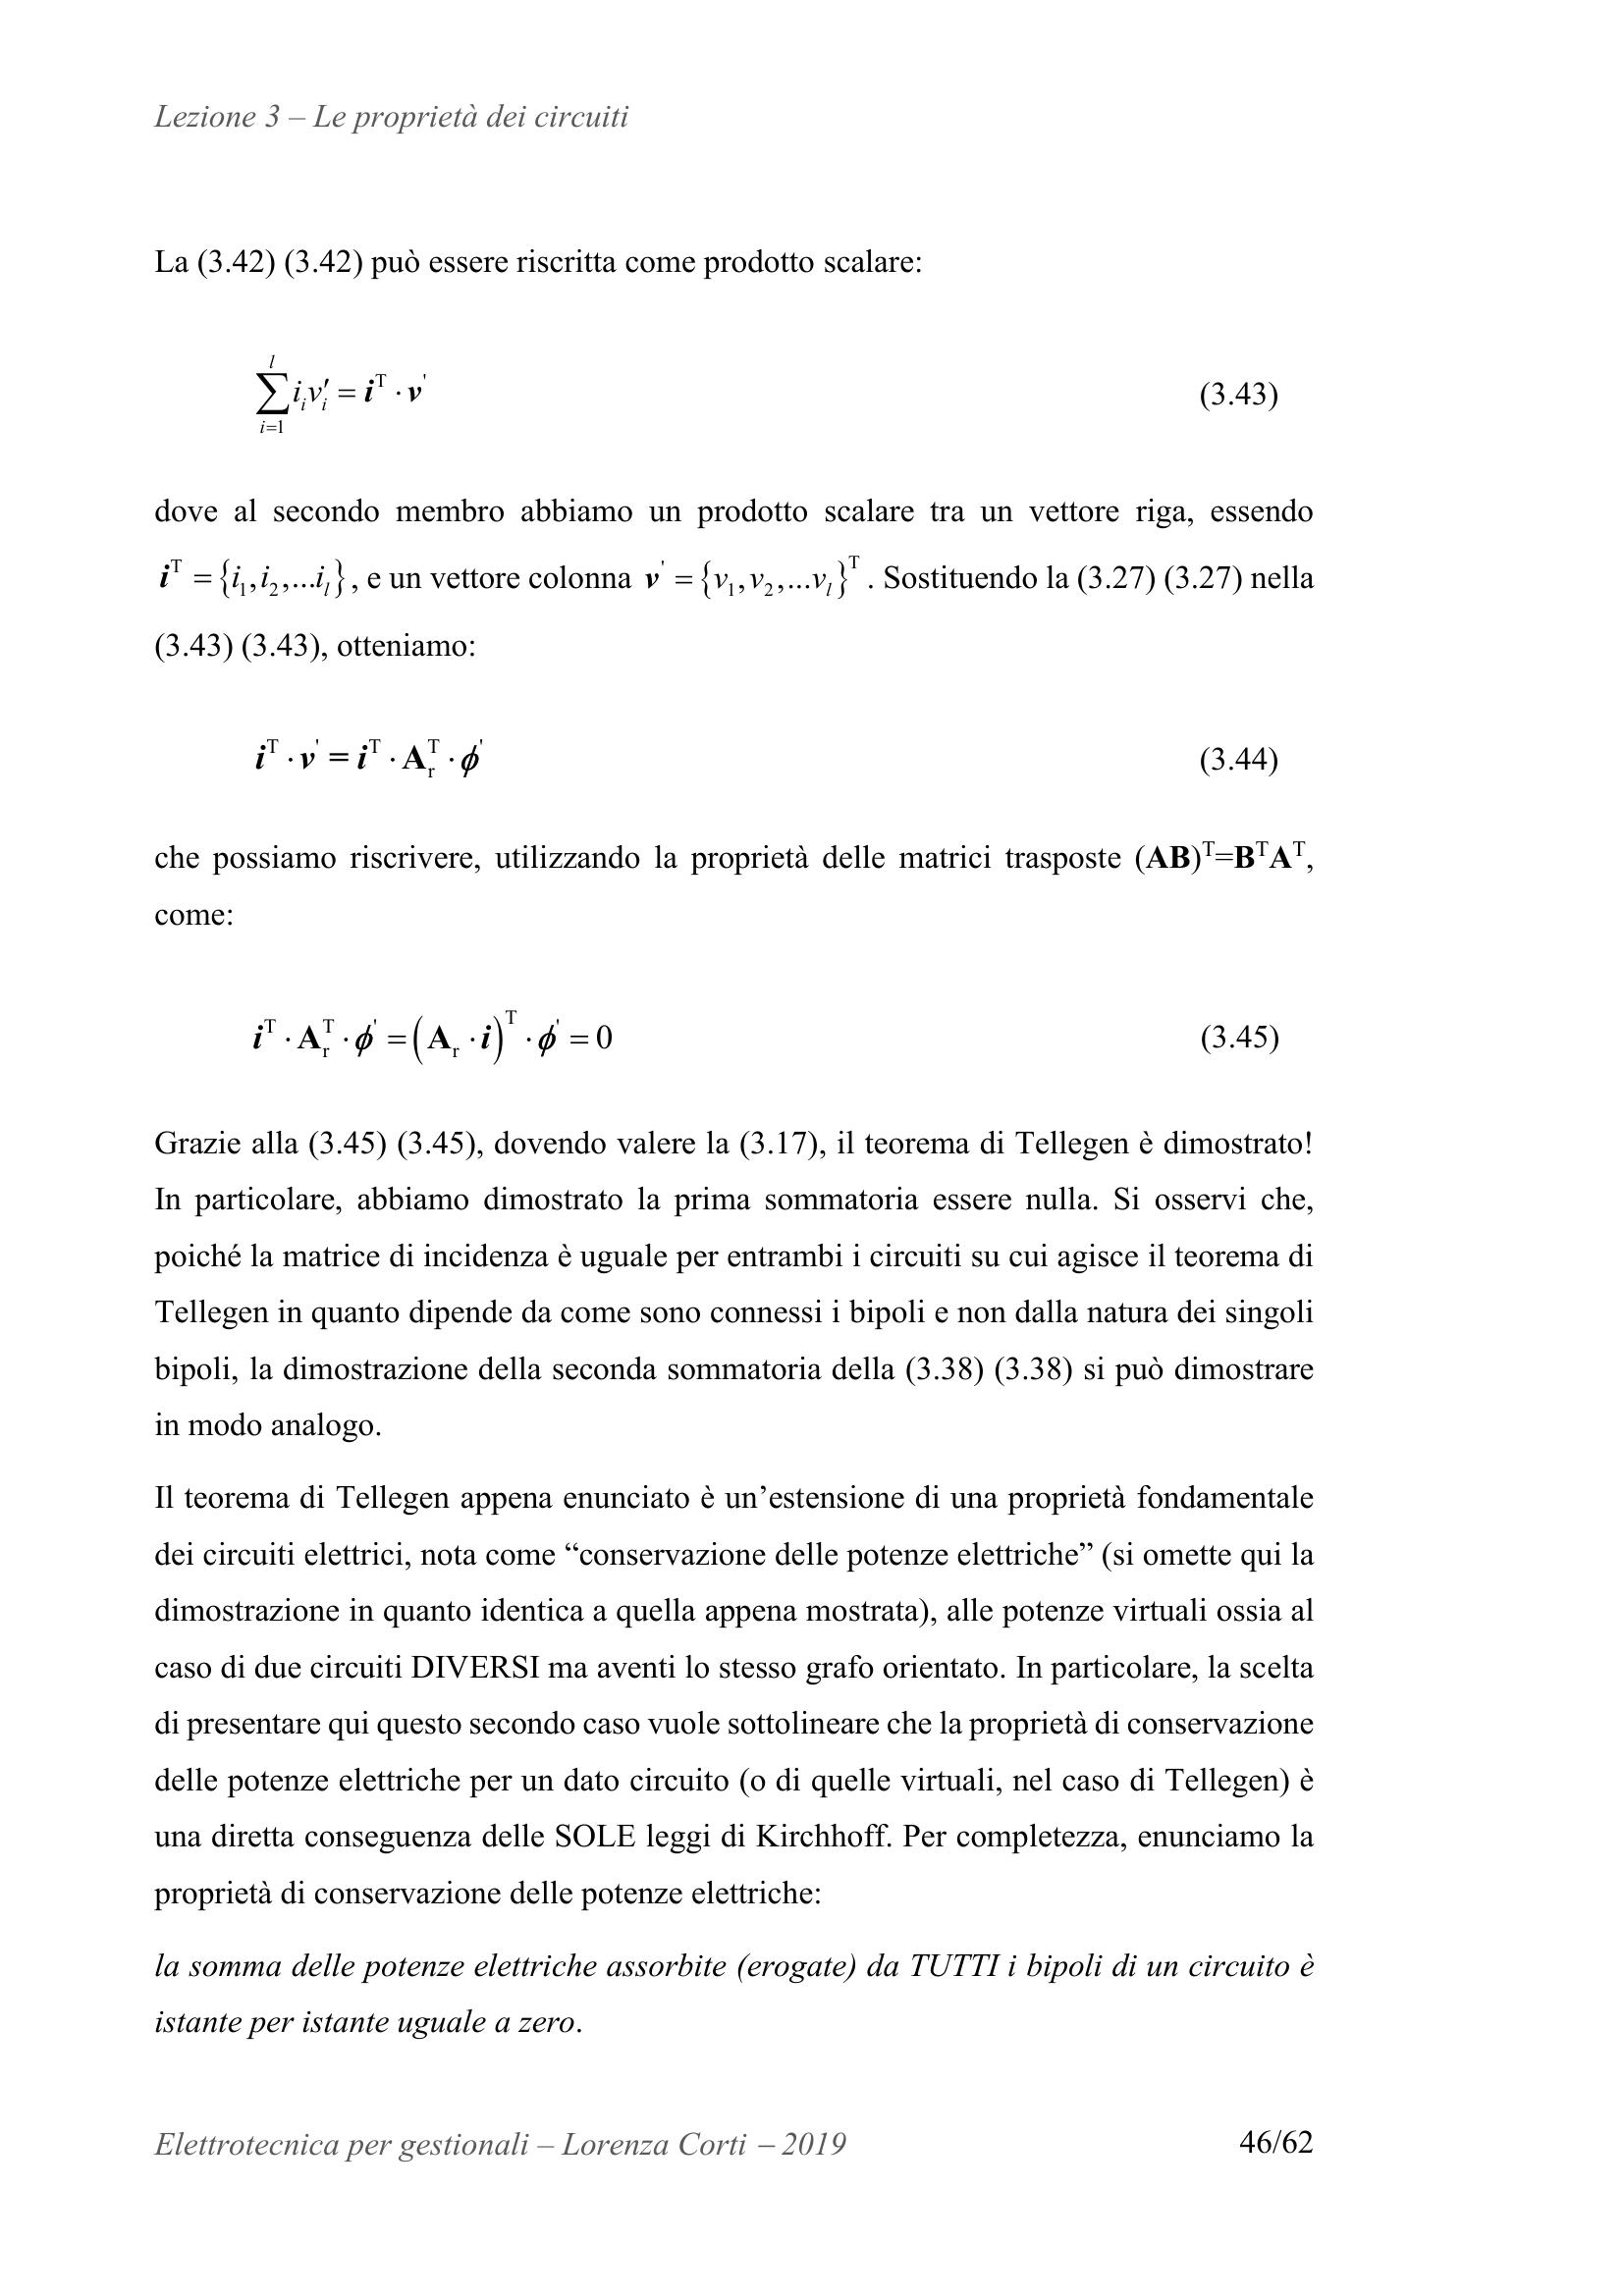 Lezione 3 – Le proprietà dei circuiti
La (3.42) (3.42) può essere riscritta come prodotto scalare:
$\sum_{i=1}^{l} i_i v'_i = \boldsymbol{i}^{\mathrm{T}} \cdot \boldsymbol{v}^{'}$ (3.43)
dove al secondo membro abbiamo un prodotto scalare tra un vettore riga, essendo
$\boldsymbol{i}^{\mathrm{T}} = \{i_1, i_2, ... i_l\}$, e un vettore colonna $\boldsymbol{v}^{'} = \{v_1, v_2, ... v_l\}^{\mathrm{T}}$. Sostituendo la (3.27) (3.27) nella
(3.43) (3.43), otteniamo:
$\boldsymbol{i}^{\mathrm{T}} \cdot \boldsymbol{v}^{'} = \boldsymbol{i}^{\mathrm{T}} \cdot \mathbf{A}_{\mathrm{r}}^{\mathrm{T}} \cdot \boldsymbol{\phi}^{'}$ (3.44)
che possiamo riscrivere, utilizzando la proprietà delle matrici trasposte $(\mathbf{AB})^{\mathrm{T}}=\mathbf{B}^{\mathrm{T}}\mathbf{A}^{\mathrm{T}}$,
come:
$\boldsymbol{i}^{\mathrm{T}} \cdot \mathbf{A}_{\mathrm{r}}^{\mathrm{T}} \cdot \boldsymbol{\phi}^{'} = \left(\mathbf{A}_{\mathrm{r}} \cdot \boldsymbol{i}\right)^{\mathrm{T}} \cdot \boldsymbol{\phi}^{'} = 0$ (3.45)
Grazie alla (3.45) (3.45), dovendo valere la (3.17), il teorema di Tellegen è dimostrato!
In particolare, abbiamo dimostrato la prima sommatoria essere nulla. Si osservi che,
poiché la matrice di incidenza è uguale per entrambi i circuiti su cui agisce il teorema di
Tellegen in quanto dipende da come sono connessi i bipoli e non dalla natura dei singoli
bipoli, la dimostrazione della seconda sommatoria della (3.38) (3.38) si può dimostrare
in modo analogo.
Il teorema di Tellegen appena enunciato è un’estensione di una proprietà fondamentale
dei circuiti elettrici, nota come “conservazione delle potenze elettriche” (si omette qui la
dimostrazione in quanto identica a quella appena mostrata), alle potenze virtuali ossia al
caso di due circuiti DIVERSI ma aventi lo stesso grafo orientato. In particolare, la scelta
di presentare qui questo secondo caso vuole sottolineare che la proprietà di conservazione
delle potenze elettriche per un dato circuito (o di quelle virtuali, nel caso di Tellegen) è
una diretta conseguenza delle SOLE leggi di Kirchhoff. Per completezza, enunciamo la
proprietà di conservazione delle potenze elettriche:
la somma delle potenze elettriche assorbite (erogate) da TUTTI i bipoli di un circuito è
istante per istante uguale a zero.
Elettrotecnica per gestionali – Lorenza Corti – 2019 46/62